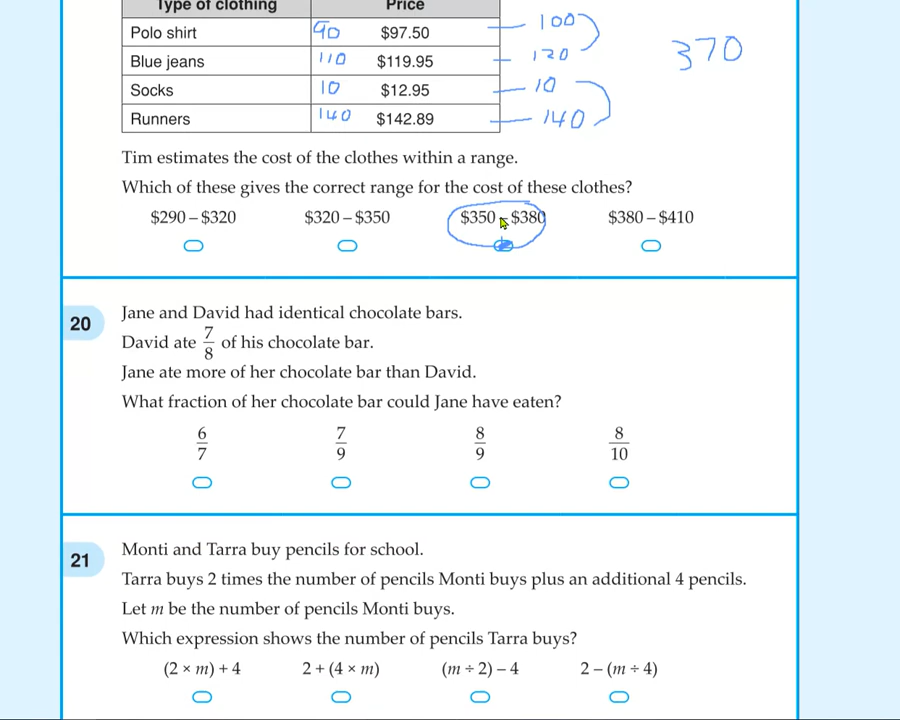 Type of clothing Price
Polo shirt 90 $97.50 — 100
Blue jeans 110 $119.95 — 120
370
Socks 10 $12.95 — 10
Runners 140 $142.89 — 140
Tim estimates the cost of the clothes within a range.
Which of these gives the correct range for the cost of these clothes?
$290 – $320 $320 – $350 $350 – $380 $380 – $410
20
Jane and David had identical chocolate bars.
David ate 7/8 of his chocolate bar.
Jane ate more of her chocolate bar than David.
What fraction of her chocolate bar could Jane have eaten?
6/7 7/9 8/9 8/10
21
Monti and Tarra buy pencils for school.
Tarra buys 2 times the number of pencils Monti buys plus an additional 4 pencils.
Let m be the number of pencils Monti buys.
Which expression shows the number of pencils Tarra buys?
(2 × m) + 4 2 + (4 × m) (m ÷ 2) – 4 2 – (m ÷ 4)